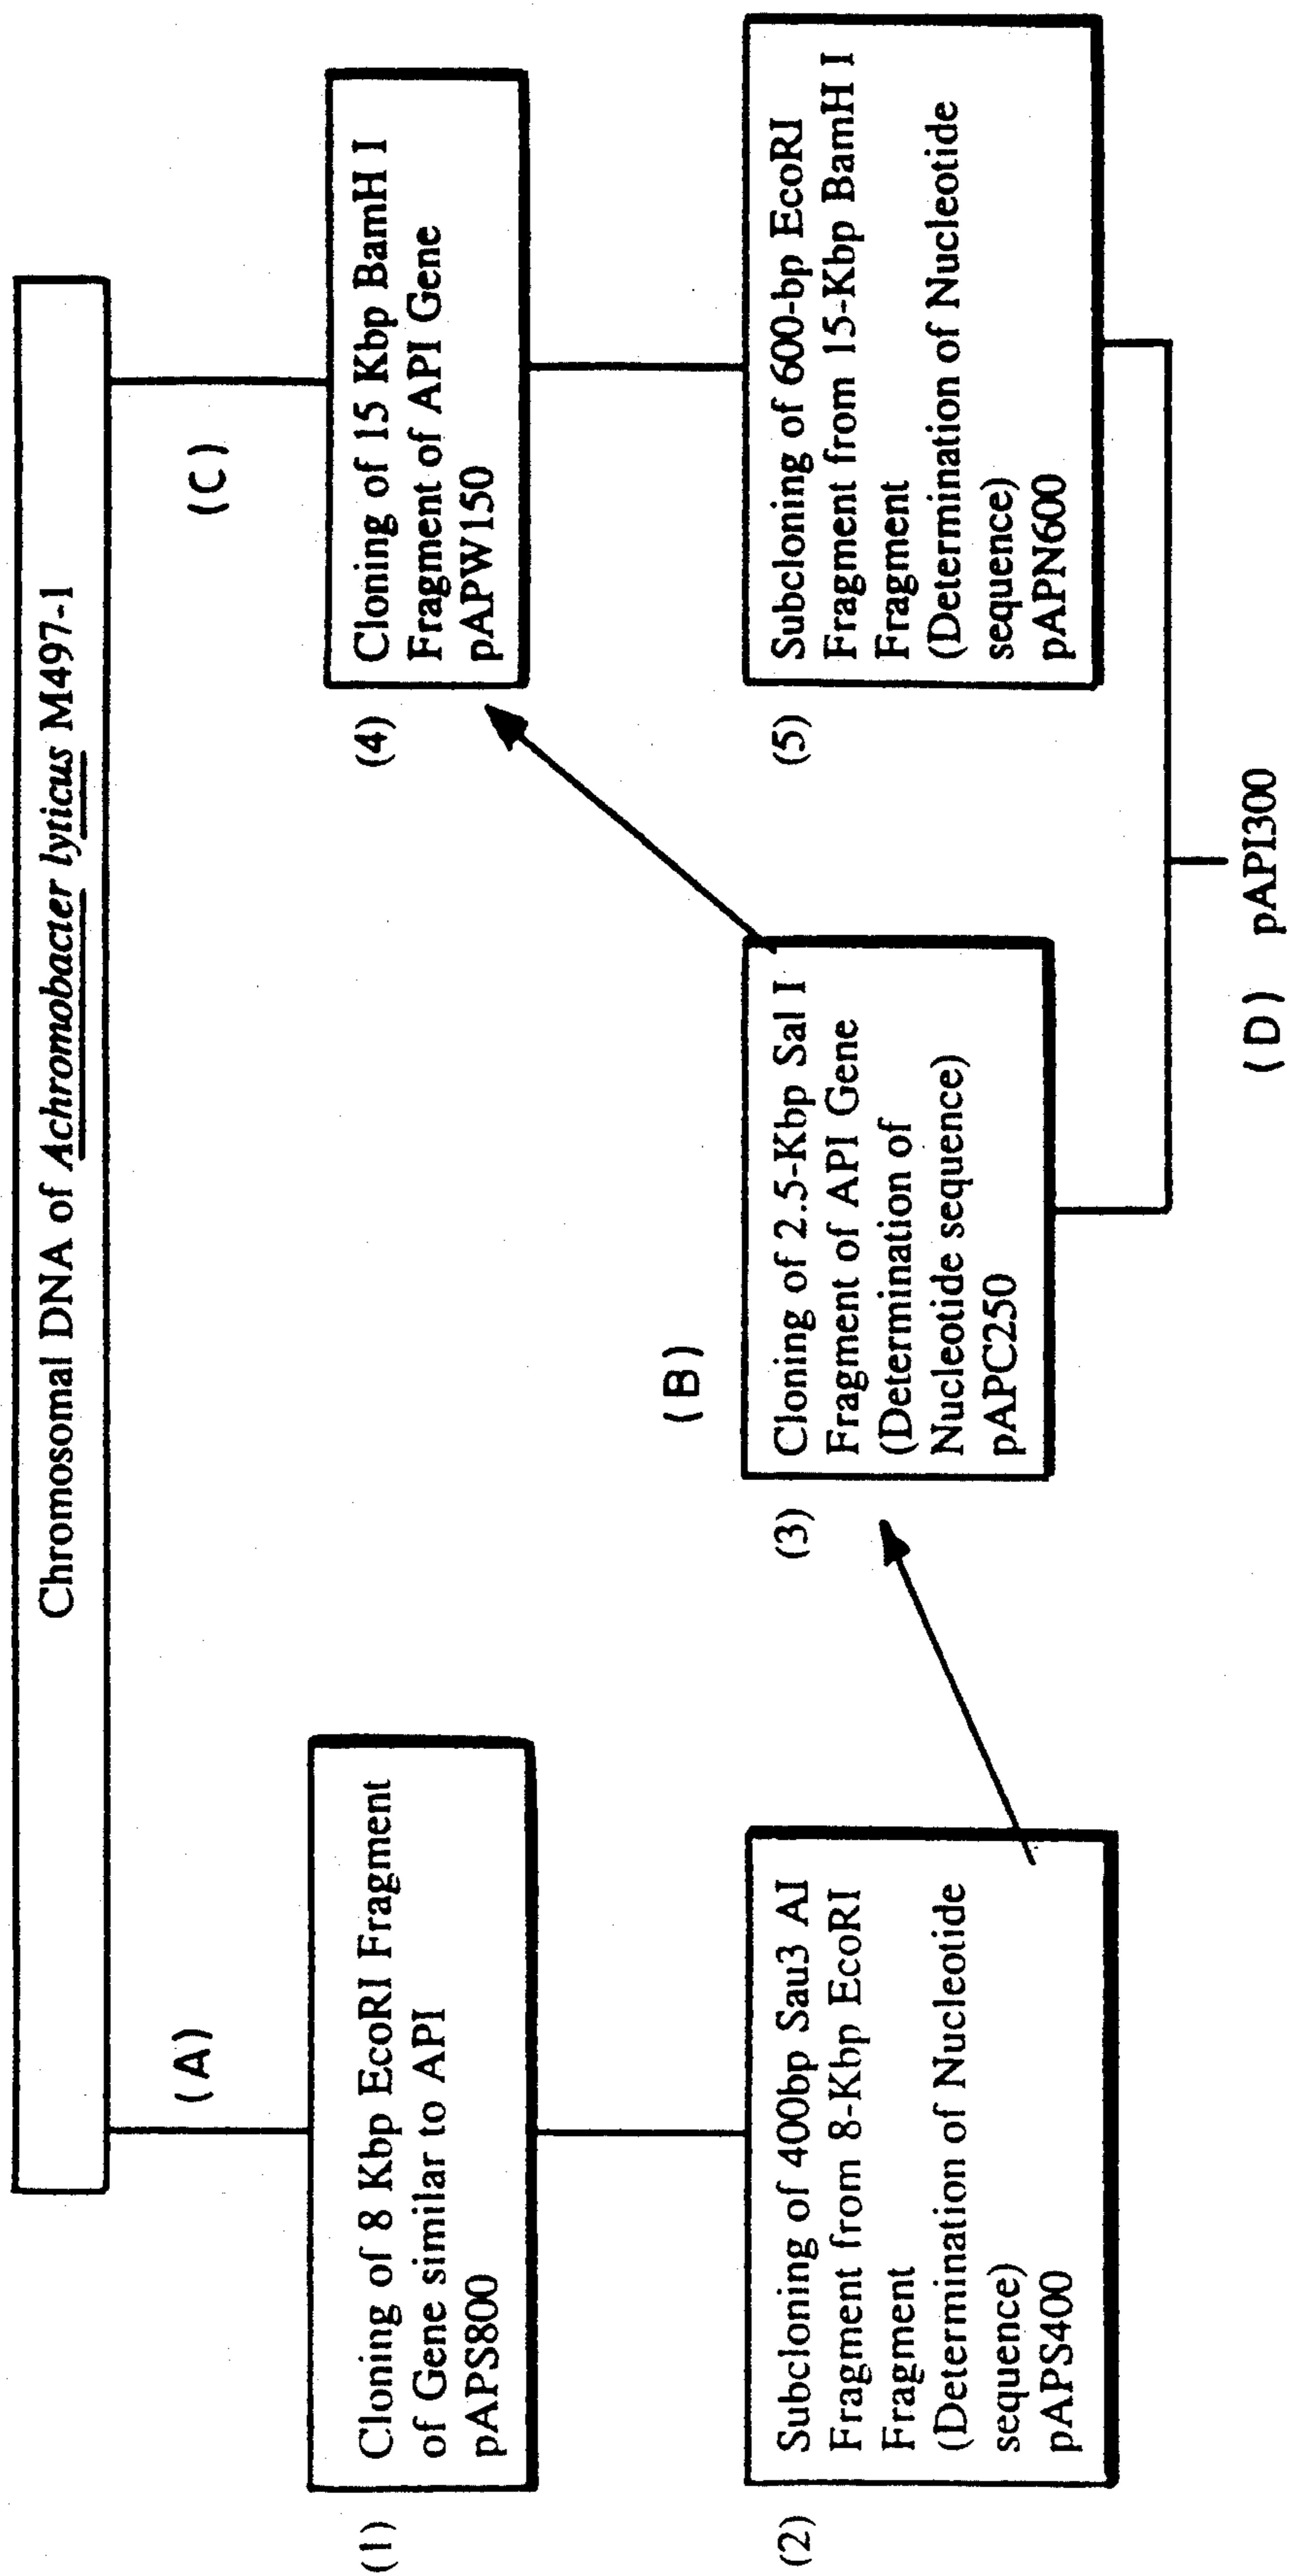 Chromosomal DNA of Achromobacter lyticus M497-1
(A)
(C)
(1)
Cloning of 8 Kbp EcoRI Fragment
of Gene similar to API
pAPS800
(4)
Cloning of 15 Kbp BamH I
Fragment of API Gene
pAPW150
(B)
(2)
Subcloning of 400bp Sau3 AI
Fragment from 8-Kbp EcoRI
Fragment
(Determination of Nucleotide
sequence)
pAPS400
(3)
Cloning of 2.5-Kbp Sal I
Fragment of API Gene
(Determination of
Nucleotide sequence)
pAPC250
(5)
Subcloning of 600-bp EcoRI
Fragment from 15-Kbp BamH I
Fragment
(Determination of Nucleotide
sequence)
pAPN600
(D) pAPI300